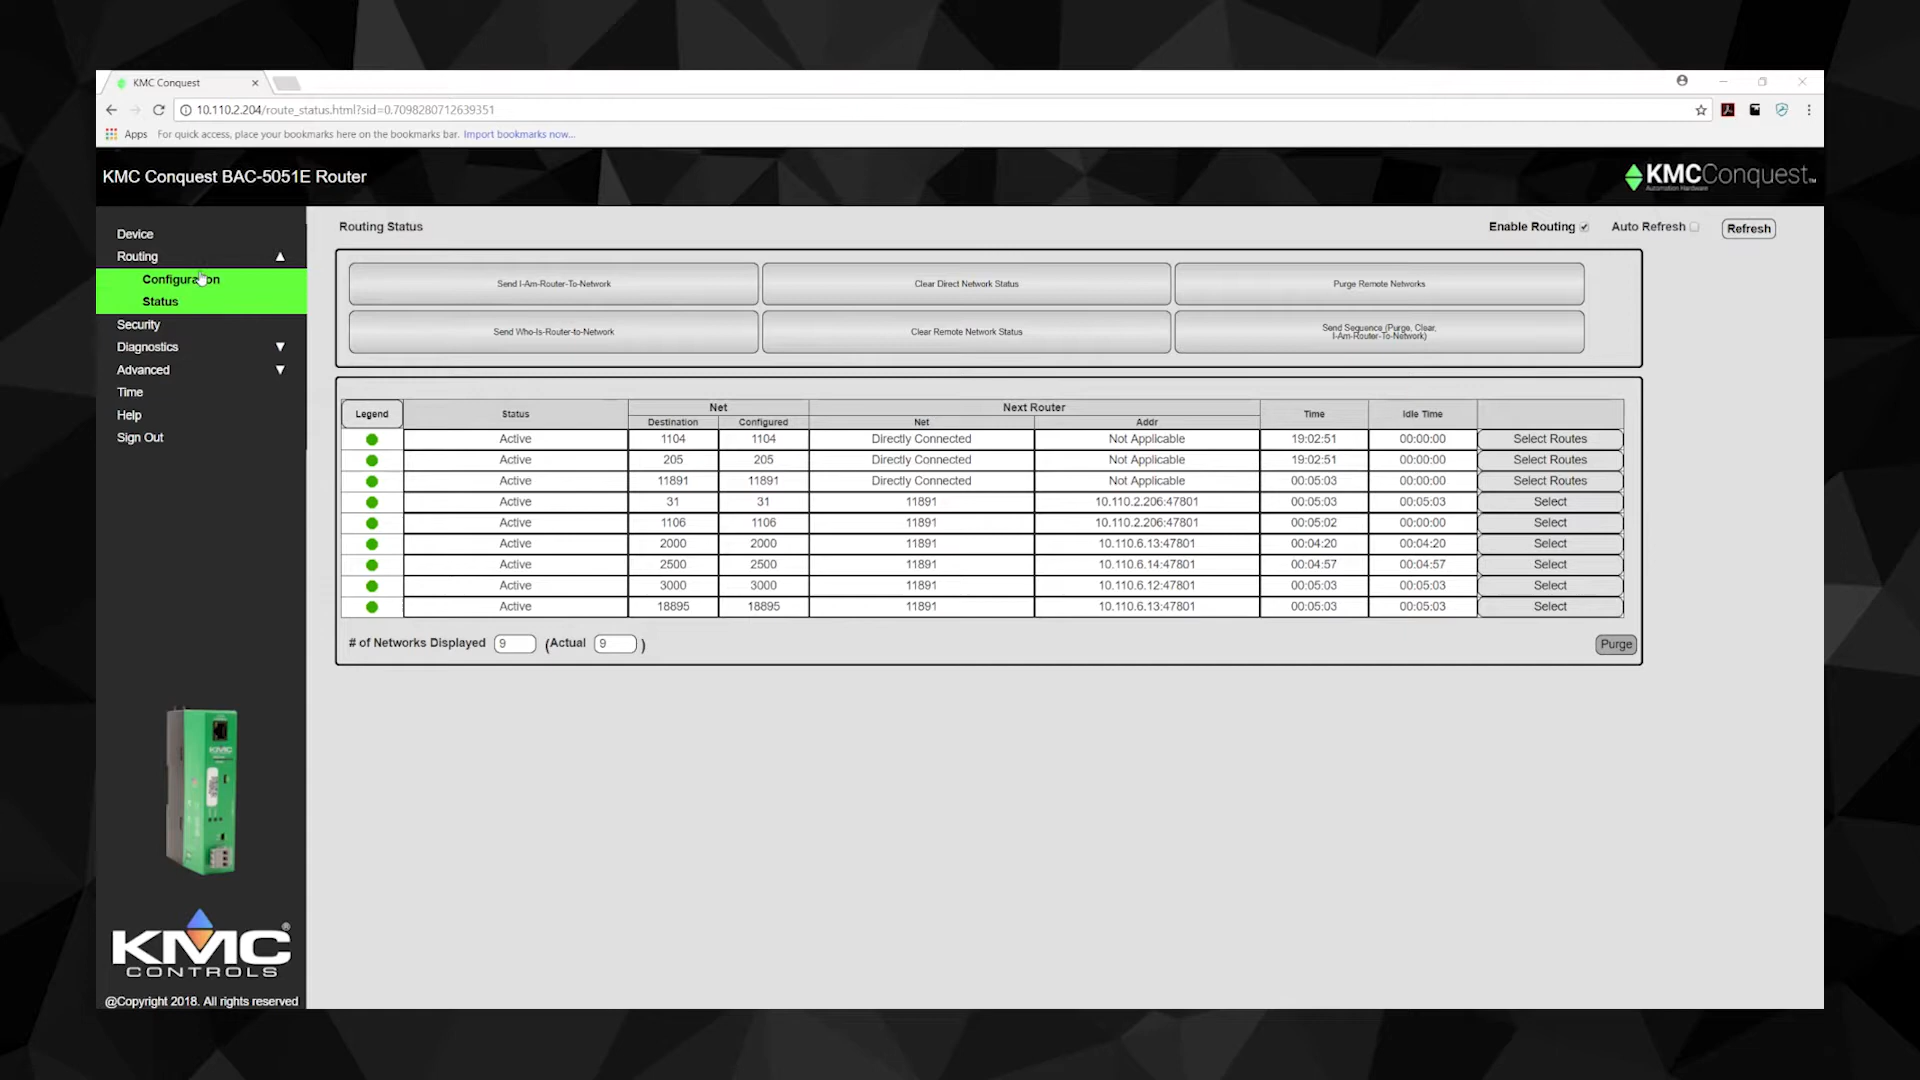 KMC Conquest
10.110.2.204/route_status.html?sid=0.7098280712639351
Apps For quick access, place your bookmarks here on the bookmarks bar. Import bookmarks now...
KMC Conquest BAC-5051E Router
KMCConquest™
Automation Hardware
Device
Routing
Configuration
Status
Security
Diagnostics
Advanced
Time
Help
Sign Out
Routing Status
Enable Routing
Auto Refresh
Refresh
Send I-Am-Router-To-Network
Clear Direct Network Status
Purge Remote Networks
Send Who-Is-Router-to-Network
Clear Remote Network Status
Send Sequence (Purge, Clear,
I-Am-Router-To-Network)
Legend Status Net Next Router Time Idle Time
Destination Configured Net Addr
Active 1104 1104 Directly Connected Not Applicable 19:02:51 00:00:00 Select Routes
Active 205 205 Directly Connected Not Applicable 19:02:51 00:00:00 Select Routes
Active 11891 11891 Directly Connected Not Applicable 00:05:03 00:00:00 Select Routes
Active 31 31 11891 10.110.2.206:47801 00:05:03 00:05:03 Select
Active 1106 1106 11891 10.110.2.206:47801 00:05:02 00:00:00 Select
Active 2000 2000 11891 10.110.6.13:47801 00:04:20 00:04:20 Select
Active 2500 2500 11891 10.110.6.14:47801 00:04:57 00:04:57 Select
Active 3000 3000 11891 10.110.6.12:47801 00:05:03 00:05:03 Select
Active 18895 18895 11891 10.110.6.13:47801 00:05:03 00:05:03 Select
# of Networks Displayed 9 (Actual 9 )
Purge
KMC
KMC®
CONTROLS
@Copyright 2018. All rights reserved